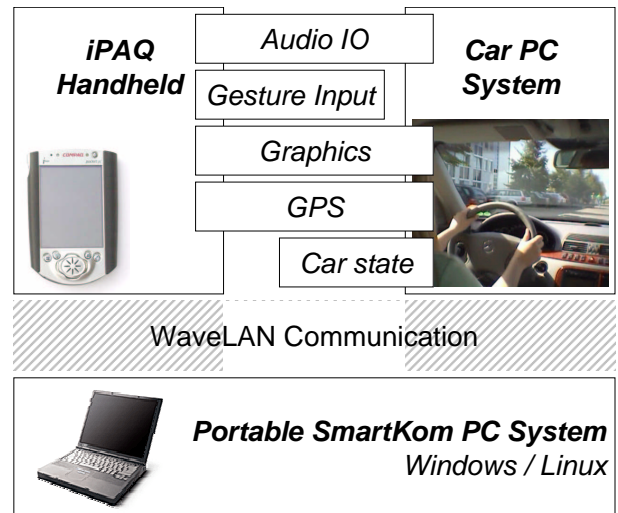 iPAQ
Handheld
Audio IO
Gesture Input
Graphics
GPS
Car state
Car PC
System
COMPAQ
WaveLAN Communication
Portable SmartKom PC System
Windows / Linux